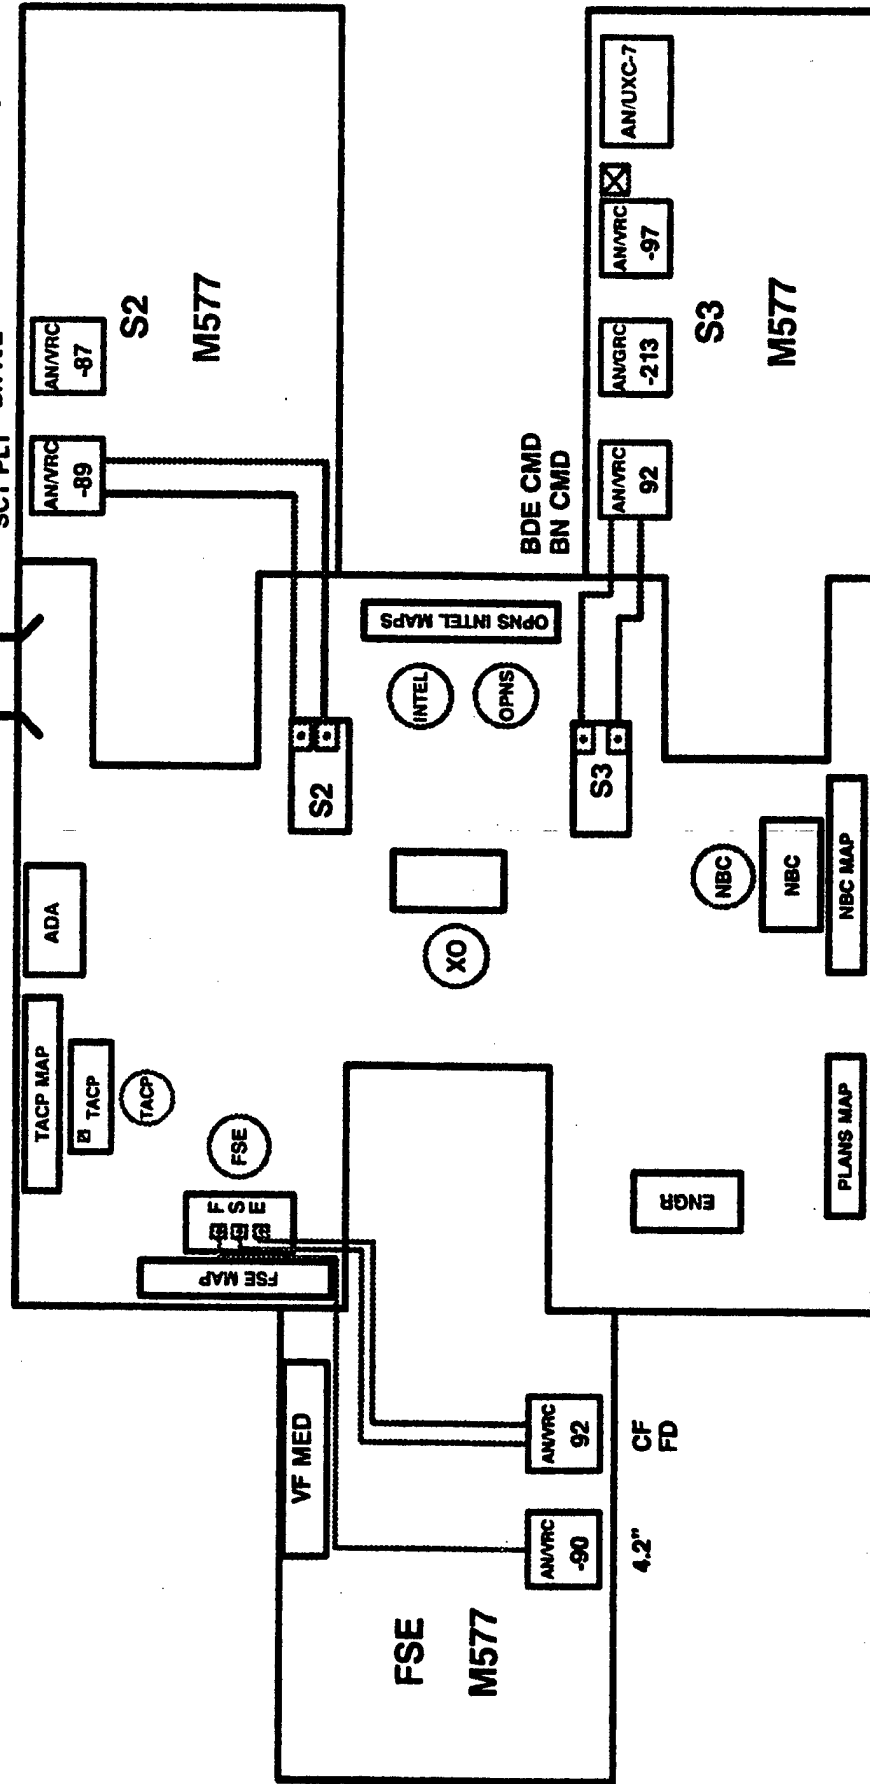 SCT PLT
TACP MAP
ADA
AN/VRC
-89
AN/VRC
-87
TACP
TACP
S2
M577
FSE
F S E
FSE MAP
VF MED
S2
OPNS INTEL MAPS
INTEL
OPNS
XO
FSE
M577
AN/VRC
-90
AN/VRC
92
4.2"
CF
FD
BDE CMD
BN CMD
S3
AN/VRC
92
AN/GRC
-213
AN/VRC
-97
AN/UXC-7
S3
M577
ENGR
NBC
NBC
PLANS MAP
NBC MAP